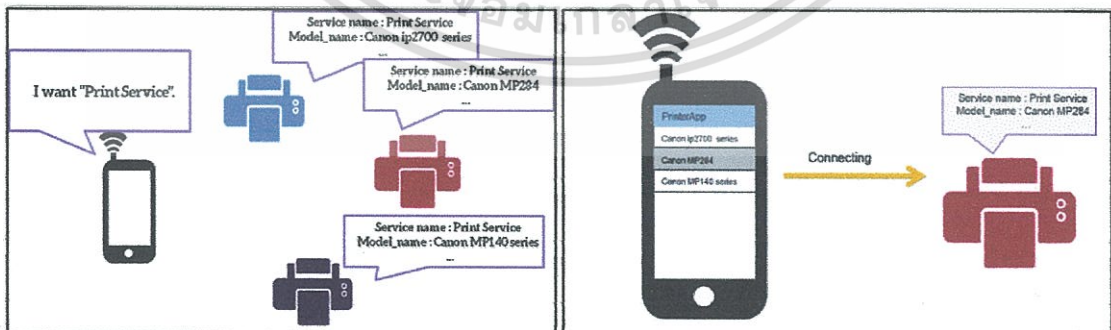 I want "Print Service".
Service name : Print Service
Model_name : Canon ip2700 series
...
Service name : Print Service
Model_name : Canon MP284
...
Service name : Print Service
Model_name : Canon MP140 series
...
PrinterApp
Canon ip2700 series
Canon MP284
Canon MP140 series
Connecting
Service name : Print Service
Model_name : Canon MP284
...